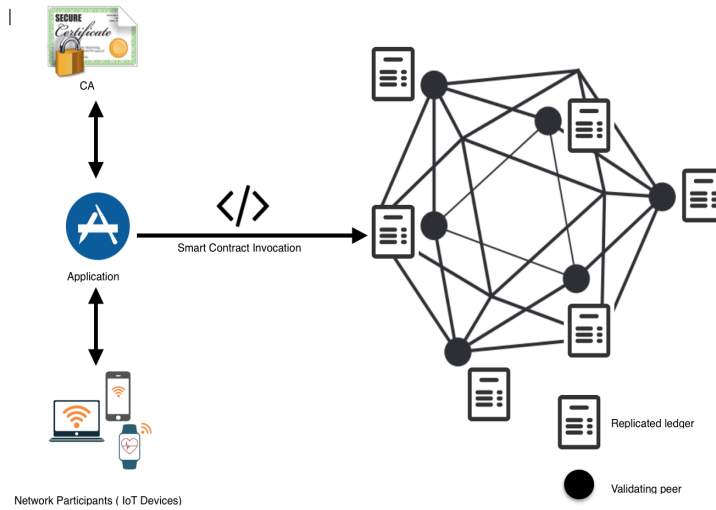 SECURE
Certificate
CA
</>
Smart Contract Invocation
Application
Replicated ledger
Validating peer
Network Participants ( IoT Devices)